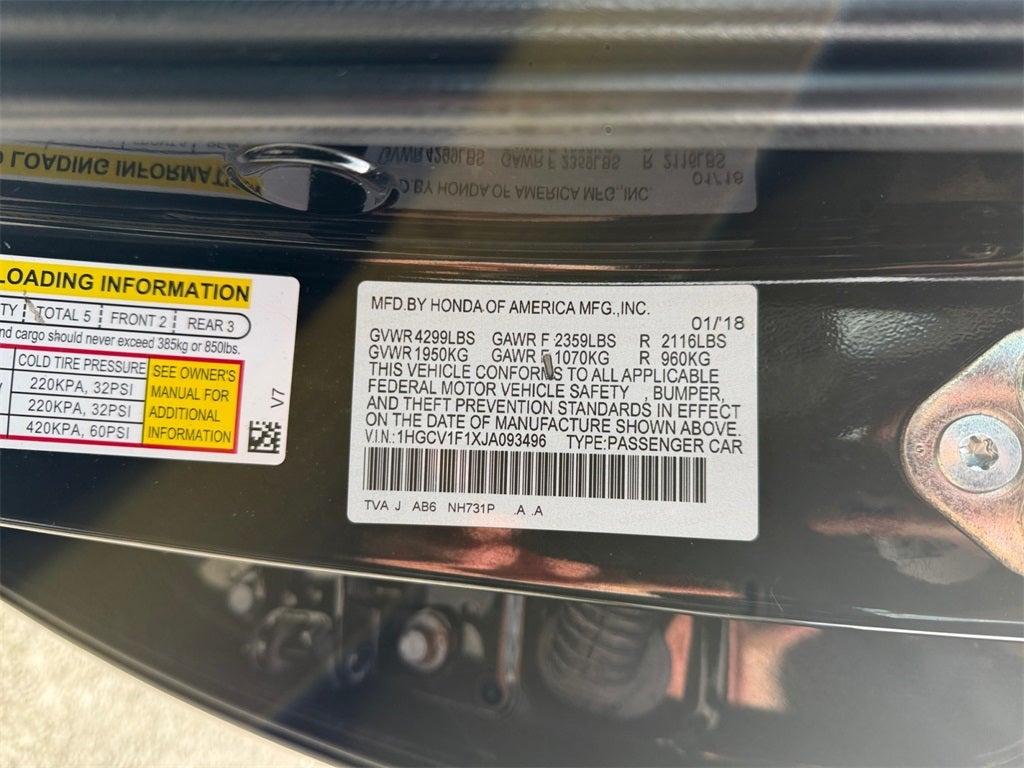 LOADING INFORMATION
TOTAL 5 FRONT 2 REAR 3
and cargo should never exceed 385kg or 850lbs.
COLD TIRE PRESSURE
220KPA, 32PSI
220KPA, 32PSI
420KPA, 60PSI
SEE OWNER'S
MANUAL FOR
ADDITIONAL
INFORMATION
V7
MFD.BY HONDA OF AMERICA MFG.,INC.
01/'18
GVWR 4299LBS GAWR F 2359LBS R 2116LBS
GVWR 1950KG GAWR F 1070KG R 960KG
THIS VEHICLE CONFORMS TO ALL APPLICABLE
FEDERAL MOTOR VEHICLE SAFETY , BUMPER,
AND THEFT PREVENTION STANDARDS IN EFFECT
ON THE DATE OF MANUFACTURE SHOWN ABOVE.
V.I.N.:1HGCV1F1XJA093496 TYPE:PASSENGER CAR
TVA J AB6 NH731P .A .A